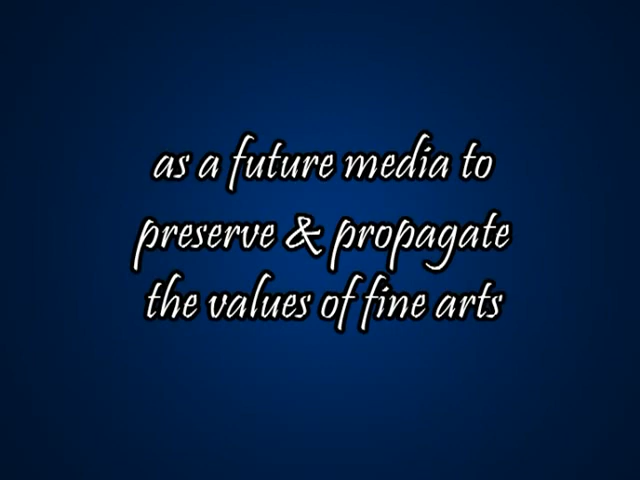 as a future media to
preserve & propagate
the values of fine arts